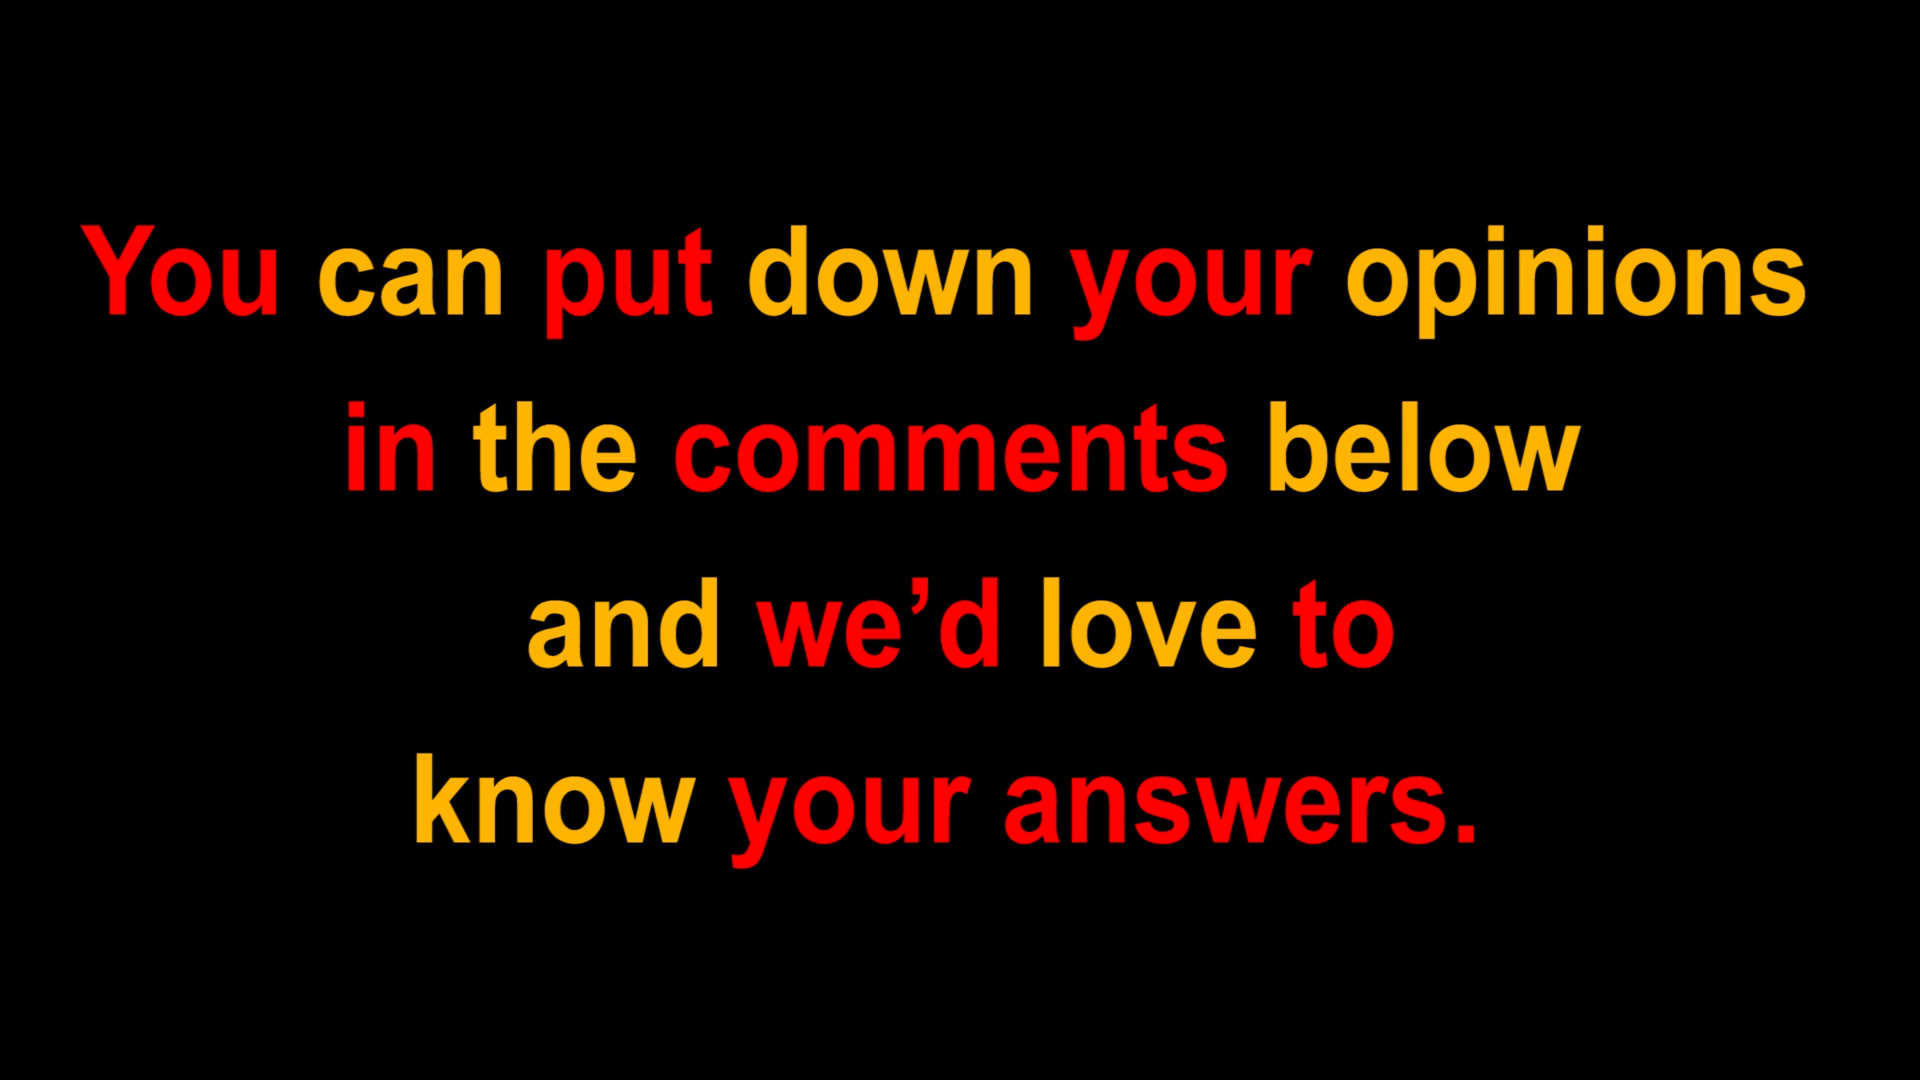 You can put down your opinions
in the comments below
and we’d love to
know your answers.